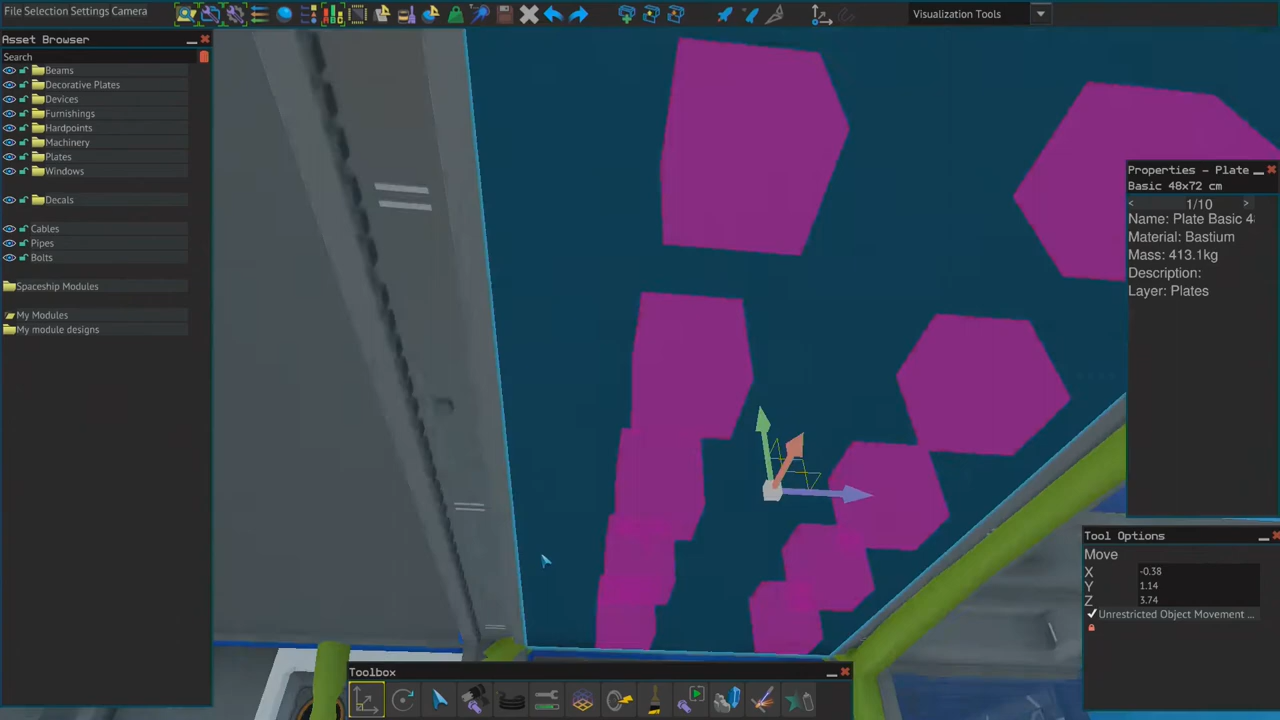 File Selection Settings Camera
Visualization Tools
Asset Browser
Search
Beams
Decorative Plates
Devices
Furnishings
Hardpoints
Machinery
Plates
Windows
Decals
Cables
Pipes
Bolts
Spaceship Modules
My Modules
My module designs
Properties - Plate
Basic 48x72 cm
< 1/10 >
Name: Plate Basic 4
Material: Bastium
Mass: 413.1kg
Description:
Layer: Plates
Tool Options
Move
X -0.38
Y 1.14
Z 3.74
Unrestricted Object Movement ...
Toolbox